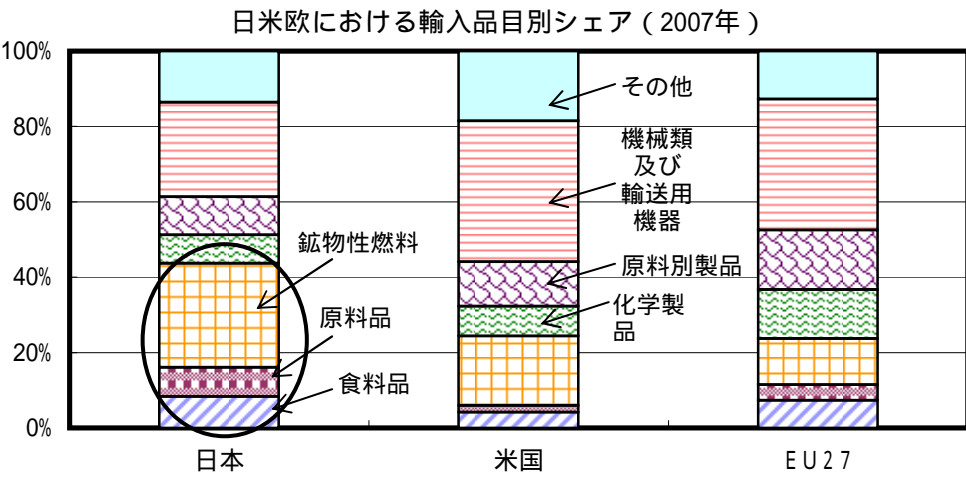 日米欧における輸入品目別シェア（2007年）
100%
80%
60%
40%
20%
0%
その他
機械類
及び
輸送用
機器
鉱物性燃料
原料別製品
原料品
化学製
品
食料品
日本
米国
ＥＵ２７